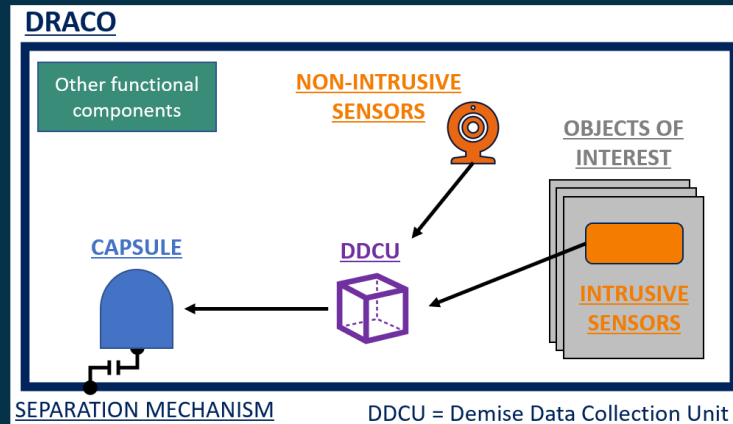 DRACO
Other functional
components
NON-INTRUSIVE
SENSORS
OBJECTS OF
INTEREST
CAPSULE
DDCU
INTRUSIVE
SENSORS
SEPARATION MECHANISM
DDCU = Demise Data Collection Unit